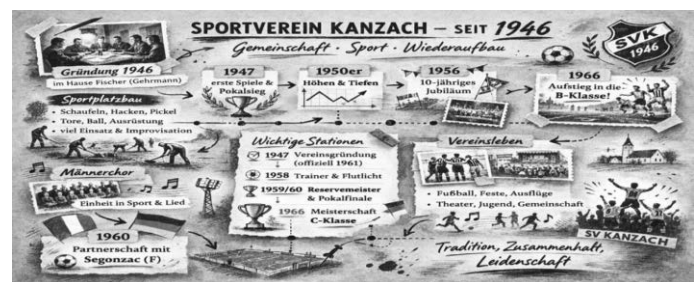 SPORTVEREIN KANZACH – SEIT 1946
Gemeinschaft · Sport · Wiederaufbau
SVK
1946
Gründung 1946
im Hause Fischer (Gehrmann)
1947
erste Spiele &
Pokalsieg
1950er
Höhen & Tiefen
1956
10-jähriges
Jubiläum
1966
Aufstieg in die
B-Klasse!
Sportplatzbau
• Schaufeln, Hacken, Pickel
• Tore, Ball, Ausrüstung
• viel Einsatz & Improvisation
Wichtige Stationen
1947 Vereinsgründung
(offiziell 1961)
1958 Trainer & Flutlicht
1959/60 Reservemeister
& Pokalfinale
1966 Meisterschaft
C-Klasse
Vereinsleben
• Fußball, Feste, Ausflüge
• Theater, Jugend, Gemeinschaft
Männerchor
Einheit in Sport & Lied
1960
Partnerschaft mit
Segonzac (F)
SV KANZACH
Tradition, Zusammenhalt,
Leidenschaft